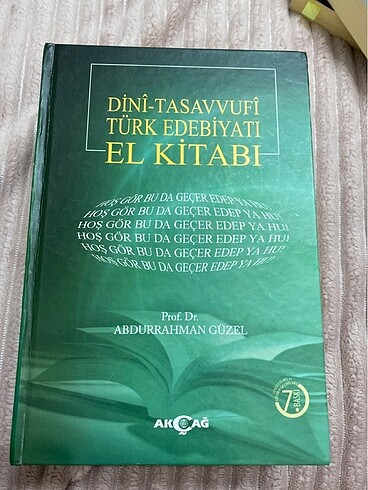 DİNÎ-TASAVVUFÎ
TÜRK EDEBİYATI
EL KİTABI
HOŞ GÖR BU DA GEÇER EDEP YA HU!
HOŞ GÖR BU DA GEÇER EDEP YA HU!
HOŞ GÖR BU DA GEÇER EDEP YA HU!
HOŞ GÖR BU DA GEÇER EDEP YA HU!
HOŞ GÖR BU DA GEÇER EDEP YA HU!
HOŞ GÖR BU DA GEÇER EDEP YA HU!
Prof. Dr.
ABDURRAHMAN GÜZEL
7.
BASKI
AKÇAĞ